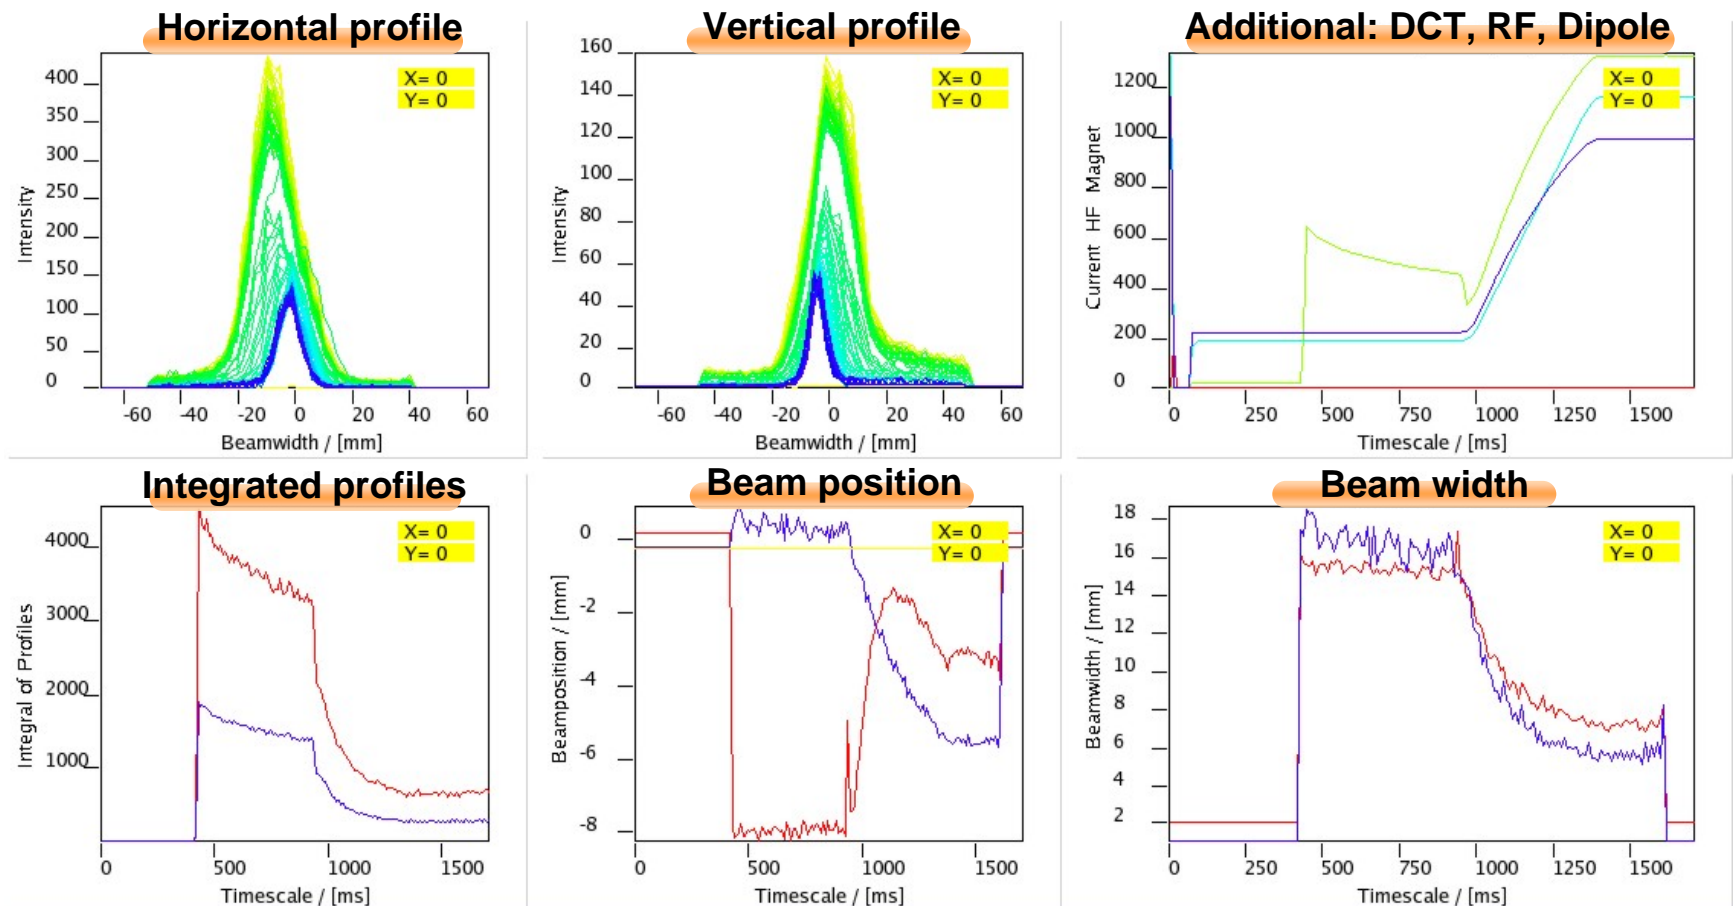 Horizontal profile
400
350
300
250
200
150
100
50
0
Intensity
X= 0
Y= 0
-60 -40 -20 0 20 40 60
Beamwidth / [mm]
Vertical profile
160
140
120
100
80
60
40
20
0
Intensity
X= 0
Y= 0
-60 -40 -20 0 20 40 60
Beamwidth / [mm]
Additional: DCT, RF, Dipole
1200
1000
800
600
400
200
0
Current HF Magnet
X= 0
Y= 0
0 250 500 750 1000 1250 1500
Timescale / [ms]
Integrated profiles
4000
3000
2000
1000
Integral of Profiles
X= 0
Y= 0
0 500 1000 1500
Timescale / [ms]
Beam position
0
-2
-4
-6
-8
Beamposition / [mm]
X= 0
Y= 0
0 500 1000 1500
Timescale / [ms]
Beam width
18
16
14
12
10
8
6
4
2
Beamwidth / [mm]
X= 0
Y= 0
0 250 500 750 1000 1250 1500
Timescale / [ms]